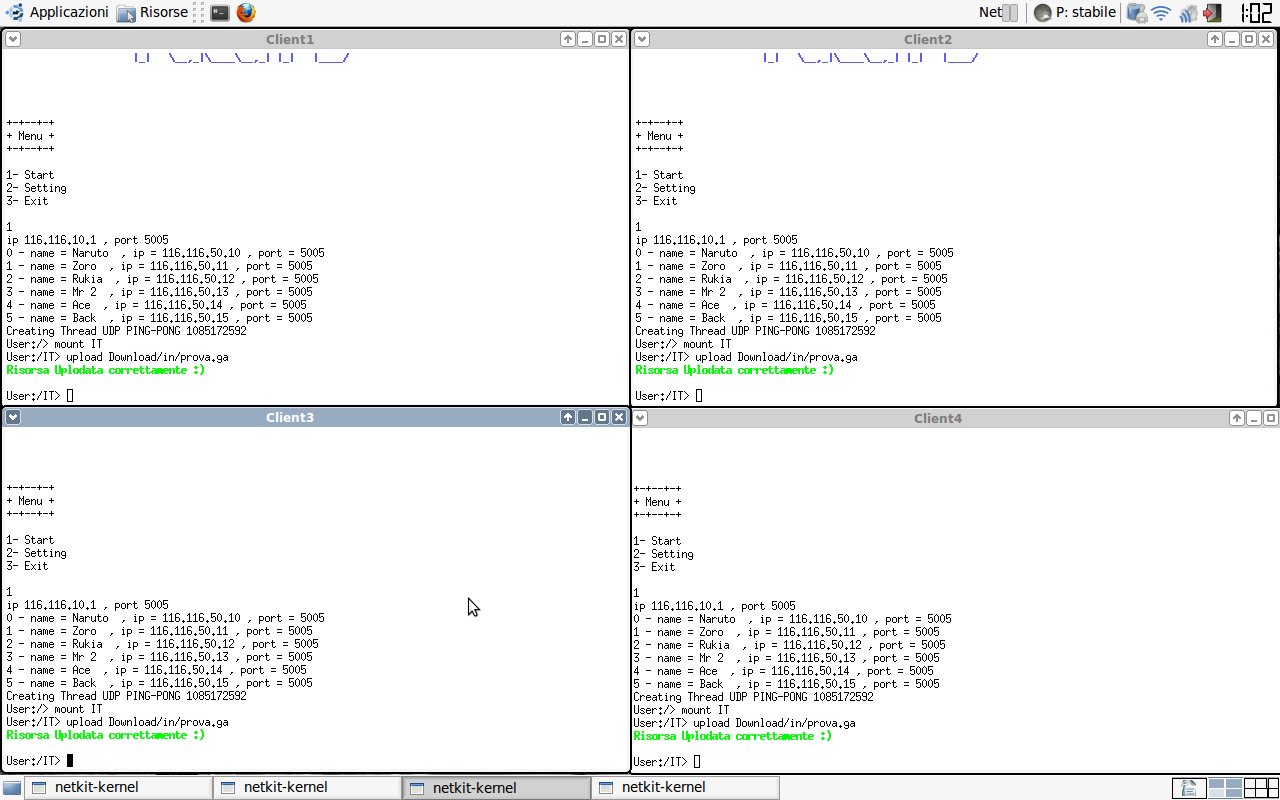 Applicazioni Risorse Net P: stabile 1:02
Client1
+-+--+-+
+ Menu +
+-+--+-+
1- Start
2- Setting
3- Exit
1
ip 116.116.10.1 , port 5005
0 - name = Naruto  , ip = 116.116.50.10 , port = 5005
1 - name = Zoro  , ip = 116.116.50.11 , port = 5005
2 - name = Rukia  , ip = 116.116.50.12 , port = 5005
3 - name = Mr 2  , ip = 116.116.50.13 , port = 5005
4 - name = Ace  , ip = 116.116.50.14 , port = 5005
5 - name = Back  , ip = 116.116.50.15 , port = 5005
Creating Thread UDP PING-PONG 1085172592
User:/> mount IT
User:/IT> upload Download/in/prova.ga
Risorsa Uplodata correttamente :)
User:/IT>
Client2
+-+--+-+
+ Menu +
+-+--+-+
1- Start
2- Setting
3- Exit
1
ip 116.116.10.1 , port 5005
0 - name = Naruto  , ip = 116.116.50.10 , port = 5005
1 - name = Zoro  , ip = 116.116.50.11 , port = 5005
2 - name = Rukia  , ip = 116.116.50.12 , port = 5005
3 - name = Mr 2  , ip = 116.116.50.13 , port = 5005
4 - name = Ace  , ip = 116.116.50.14 , port = 5005
5 - name = Back  , ip = 116.116.50.15 , port = 5005
Creating Thread UDP PING-PONG 1085172592
User:/> mount IT
User:/IT> upload Download/in/prova.ga
Risorsa Uplodata correttamente :)
User:/IT>
Client3
+-+--+-+
+ Menu +
+-+--+-+
1- Start
2- Setting
3- Exit
1
ip 116.116.10.1 , port 5005
0 - name = Naruto  , ip = 116.116.50.10 , port = 5005
1 - name = Zoro  , ip = 116.116.50.11 , port = 5005
2 - name = Rukia  , ip = 116.116.50.12 , port = 5005
3 - name = Mr 2  , ip = 116.116.50.13 , port = 5005
4 - name = Ace  , ip = 116.116.50.14 , port = 5005
5 - name = Back  , ip = 116.116.50.15 , port = 5005
Creating Thread UDP PING-PONG 1085172592
User:/> mount IT
User:/IT> upload Download/in/prova.ga
Risorsa Uplodata correttamente :)
User:/IT>
Client4
+-+--+-+
+ Menu +
+-+--+-+
1- Start
2- Setting
3- Exit
1
ip 116.116.10.1 , port 5005
0 - name = Naruto  , ip = 116.116.50.10 , port = 5005
1 - name = Zoro  , ip = 116.116.50.11 , port = 5005
2 - name = Rukia  , ip = 116.116.50.12 , port = 5005
3 - name = Mr 2  , ip = 116.116.50.13 , port = 5005
4 - name = Ace  , ip = 116.116.50.14 , port = 5005
5 - name = Back  , ip = 116.116.50.15 , port = 5005
Creating Thread UDP PING-PONG 1085172592
User:/> mount IT
User:/IT> upload Download/in/prova.ga
Risorsa Uplodata correttamente :)
User:/IT>
netkit-kernel netkit-kernel netkit-kernel netkit-kernel